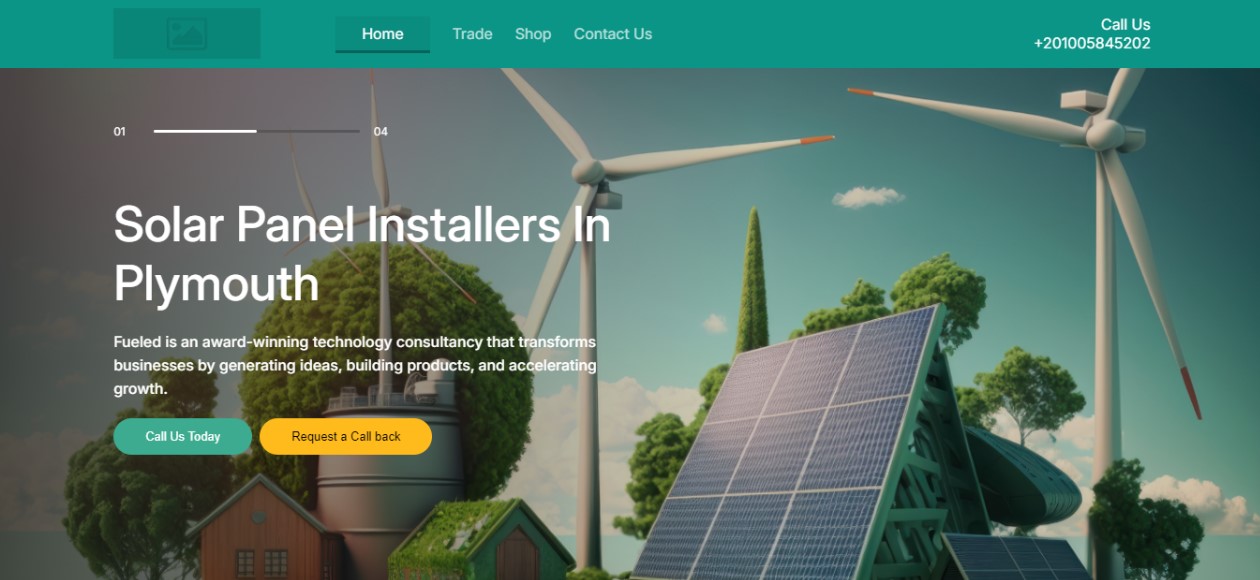 Home Trade Shop Contact Us
Call Us
+201005845202
01 04
Solar Panel Installers In
Plymouth
Fueled is an award-winning technology consultancy that transforms
businesses by generating ideas, building products, and accelerating
growth.
Call Us Today Request a Call back